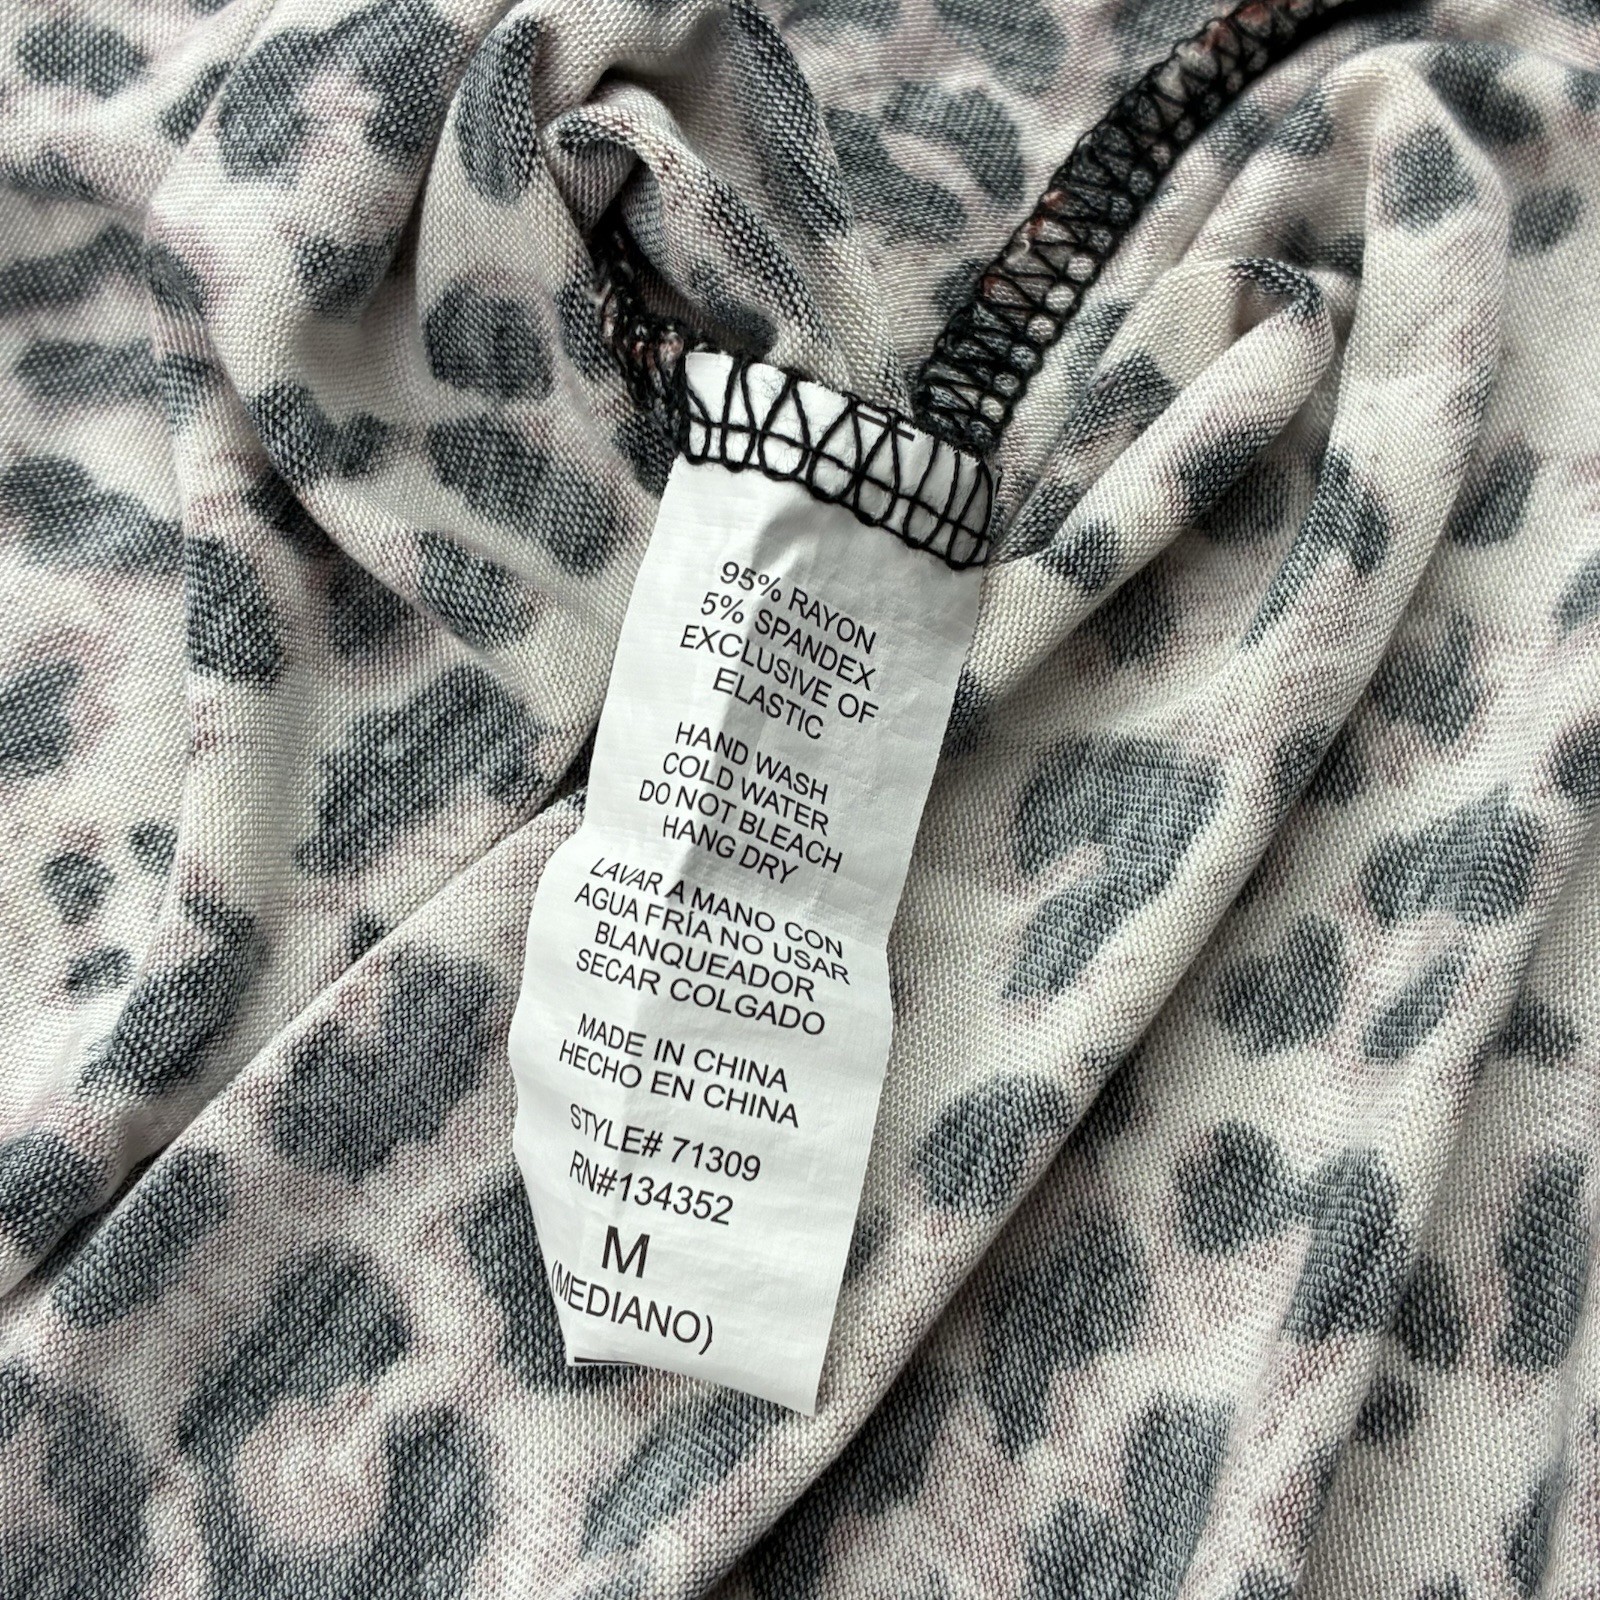 95% RAYON
5% SPANDEX
EXCLUSIVE OF
ELASTIC
HAND WASH
COLD WATER
DO NOT BLEACH
HANG DRY
LAVAR A MANO CON
AGUA FRÍA NO USAR
BLANQUEADOR
SECAR COLGADO
MADE IN CHINA
HECHO EN CHINA
STYLE# 71309
RN#134352
M
(MEDIANO)